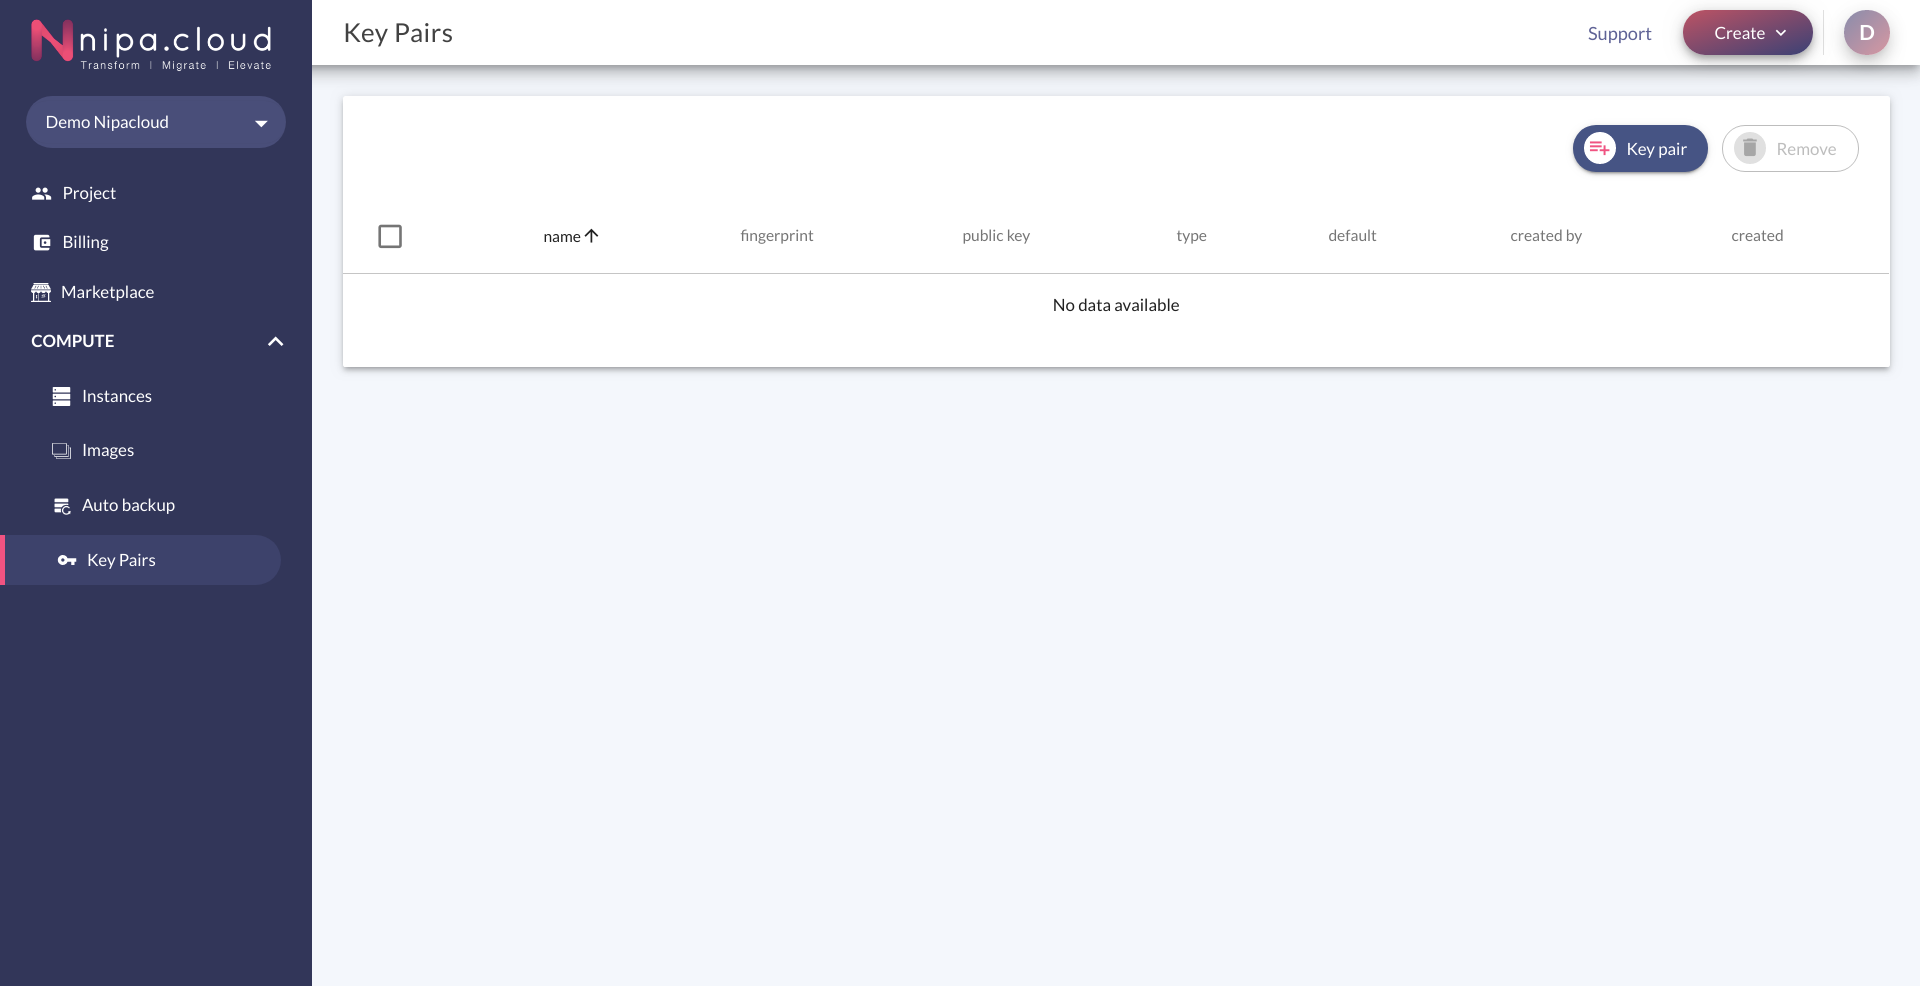 nipa.cloud
Transform | Migrate | Elevate
Demo Nipacloud
Project
Billing
Marketplace
COMPUTE
Instances
Images
Auto backup
Key Pairs
Key Pairs
Support
Create
D
Key pair
Remove
name fingerprint public key type default created by created
No data available